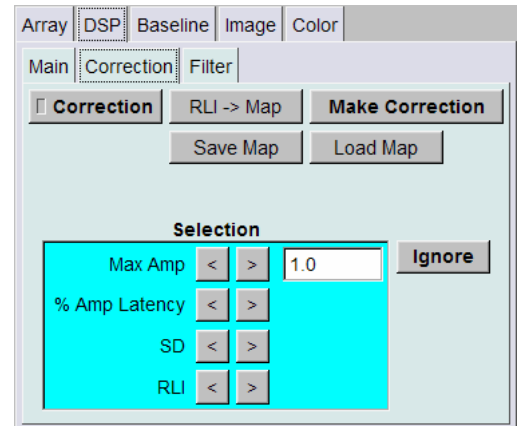 Array DSP Baseline Image Color
Main Correction Filter
Correction RLI -> Map Make Correction
Save Map Load Map
Selection
Max Amp < > 1.0 Ignore
% Amp Latency < >
SD < >
RLI < >